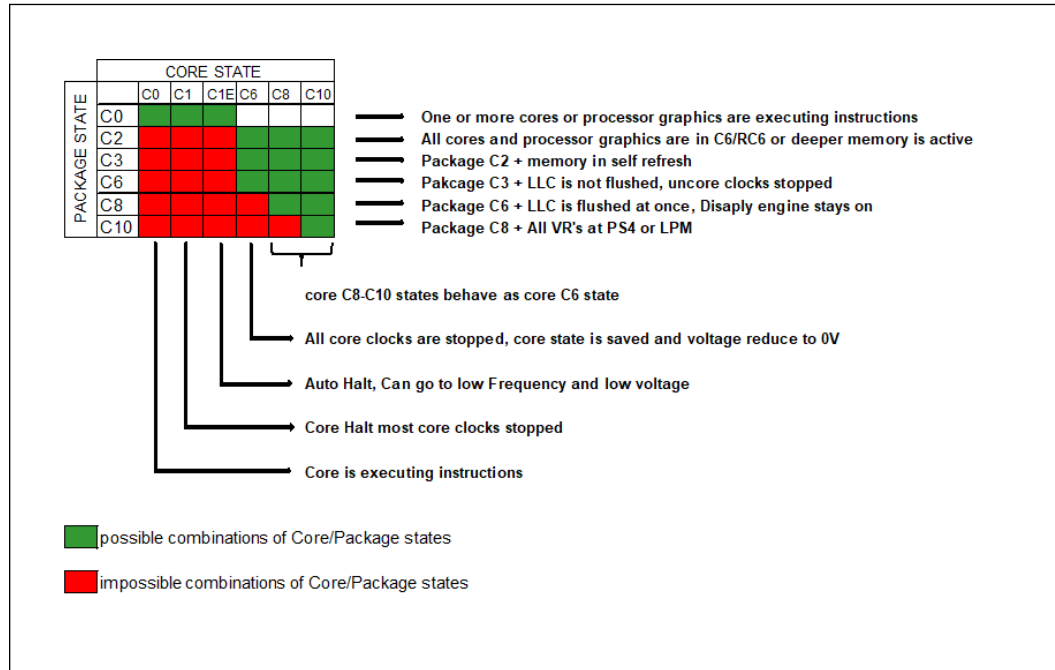 CORE STATE
C0 C1 C1E C6 C8 C10
PACKAGE STATE
C0 One or more cores or processor graphics are executing instructions
C2 All cores and processor graphics are in C6/RC6 or deeper memory is active
C3 Package C2 + memory in self refresh
C6 Pakcage C3 + LLC is not flushed, uncore clocks stopped
C8 Package C6 + LLC is flushed at once, Disaply engine stays on
C10 Package C8 + All VR's at PS4 or LPM
core C8-C10 states behave as core C6 state
All core clocks are stopped, core state is saved and voltage reduce to 0V
Auto Halt, Can go to low Frequency and low voltage
Core Halt most core clocks stopped
Core is executing instructions
possible combinations of Core/Package states
impossible combinations of Core/Package states